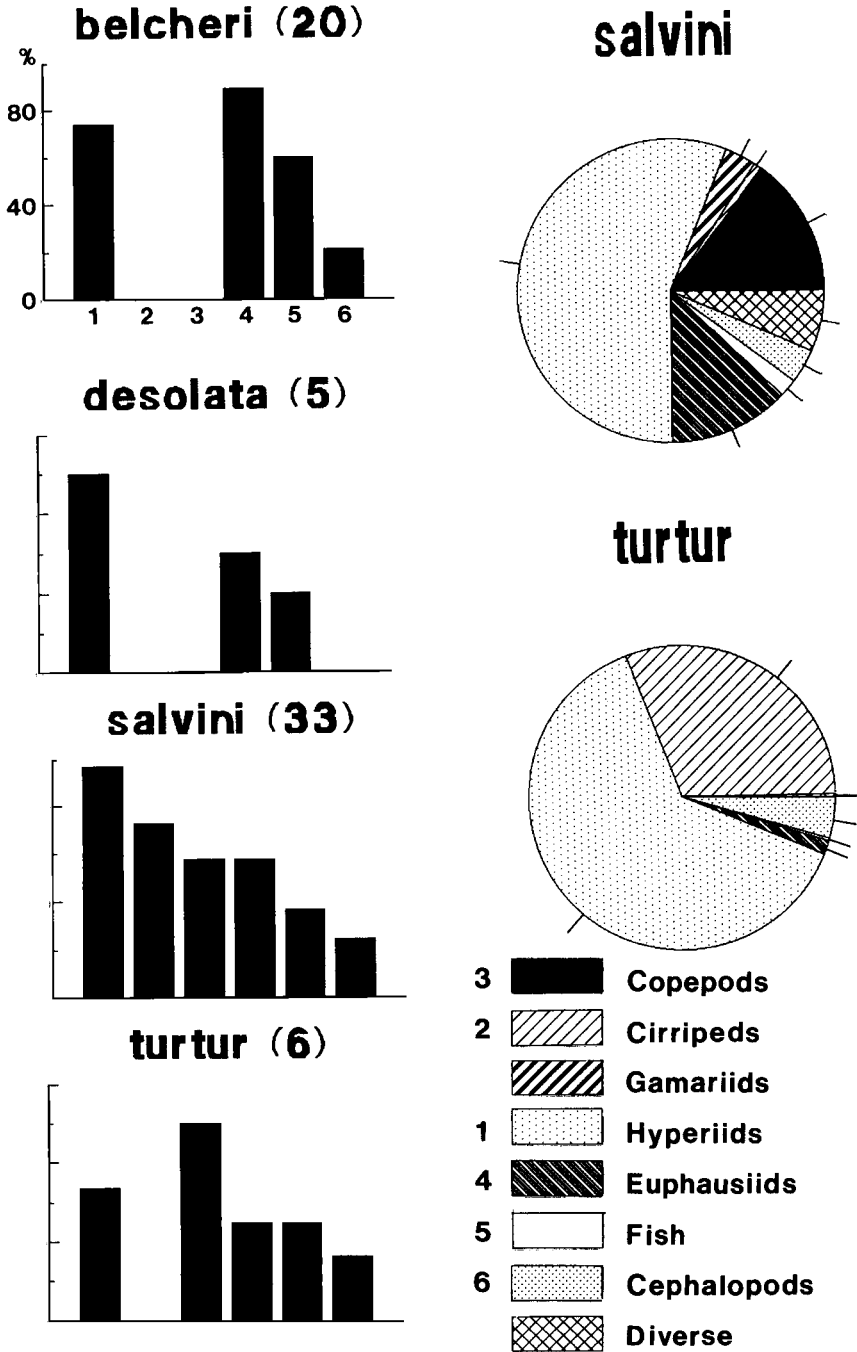 belcheri (20)
%
80
40
0
1 2 3 4 5 6
desolata (5)
salvini (33)
turtur (6)
salvini
turtur
3 Copepods
2 Cirripeds
Gamariids
1 Hyperiids
4 Euphausiids
5 Fish
6 Cephalopods
Diverse